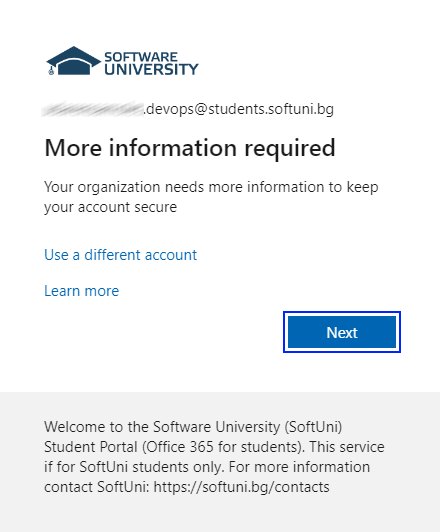 SOFTWARE
UNIVERSITY
.devops@students.softuni.bg
More information required
Your organization needs more information to keep
your account secure
Use a different account
Learn more
Next
Welcome to the Software University (SoftUni)
Student Portal (Office 365 for students). This service
if for SoftUni students only. For more information
contact SoftUni: https://softuni.bg/contacts